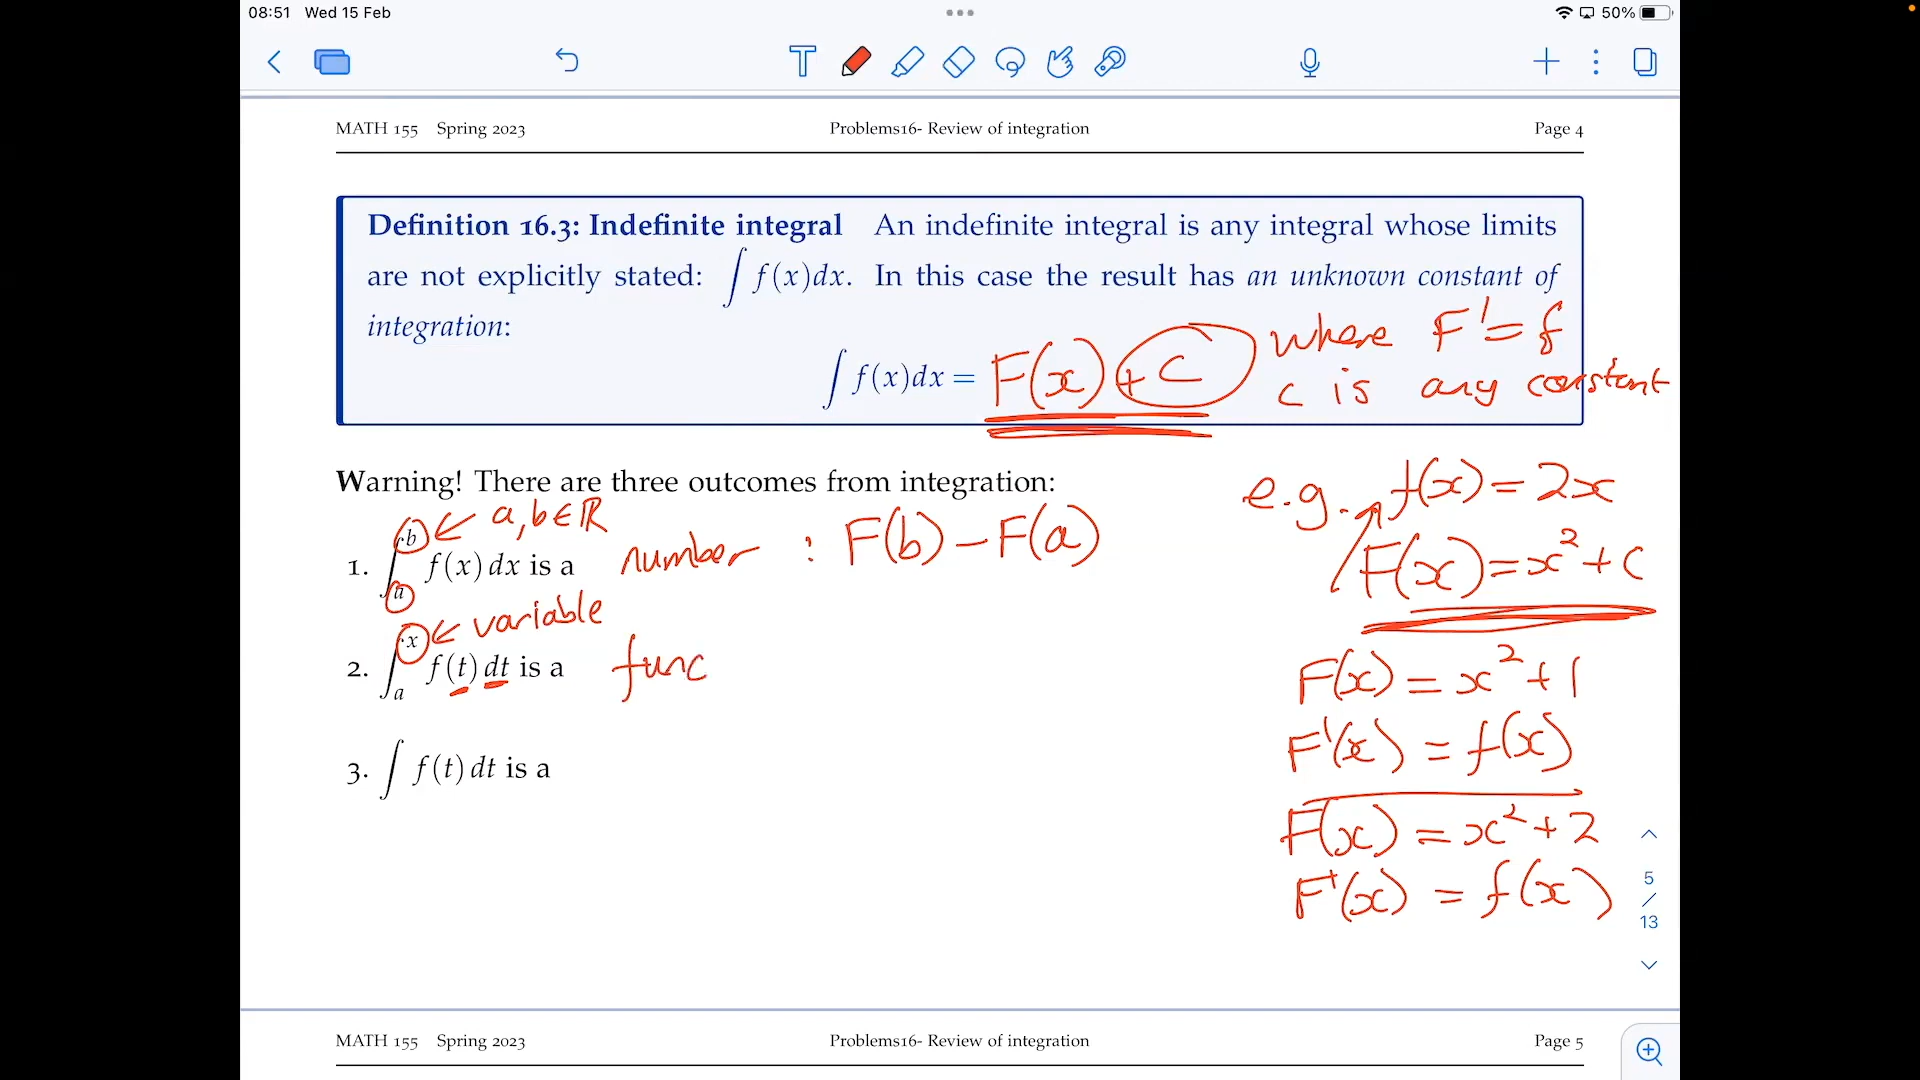 08:51 Wed 15 Feb
50%
T
MATH 155 Spring 2023 Problems16- Review of integration Page 4
Definition 16.3: Indefinite integral An indefinite integral is any integral whose limits
are not explicitly stated: ∫ f(x)dx. In this case the result has an unknown constant of
integration:
∫ f(x)dx = F(x) + C where F' = f
c is any constant
Warning! There are three outcomes from integration:
a, b ∈ ℝ
1. ∫_a^b f(x) dx is a number : F(b) – F(a)
variable
2. ∫_a^x f(t) dt is a func
3. ∫ f(t) dt is a
e.g. f(x) = 2x
F(x) = x² + C
F(x) = x² + 1
F'(x) = f(x)
F(x) = x² + 2
F'(x) = f(x)
5
/
13
MATH 155 Spring 2023 Problems16- Review of integration Page 5